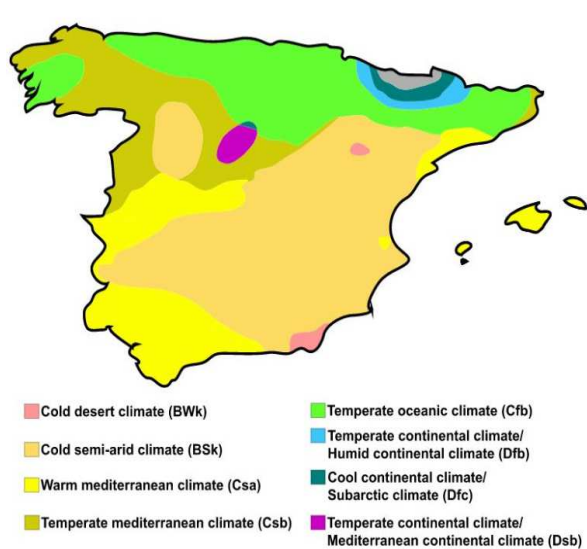 Cold desert climate (BWk)
Cold semi-arid climate (BSk)
Warm mediterranean climate (Csa)
Temperate mediterranean climate (Csb)
Temperate oceanic climate (Cfb)
Temperate continental climate/
Humid continental climate (Dfb)
Cool continental climate/
Subarctic climate (Dfc)
Temperate continental climate/
Mediterranean continental climate (Dsb)